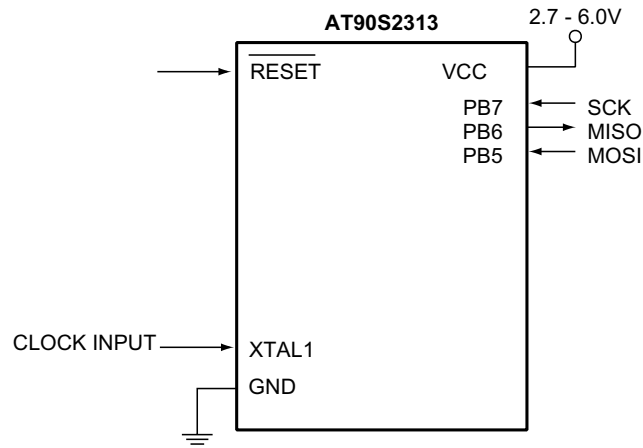 AT90S2313
2.7 - 6.0V
RESET
VCC
PB7
SCK
PB6
MISO
PB5
MOSI
CLOCK INPUT
XTAL1
GND